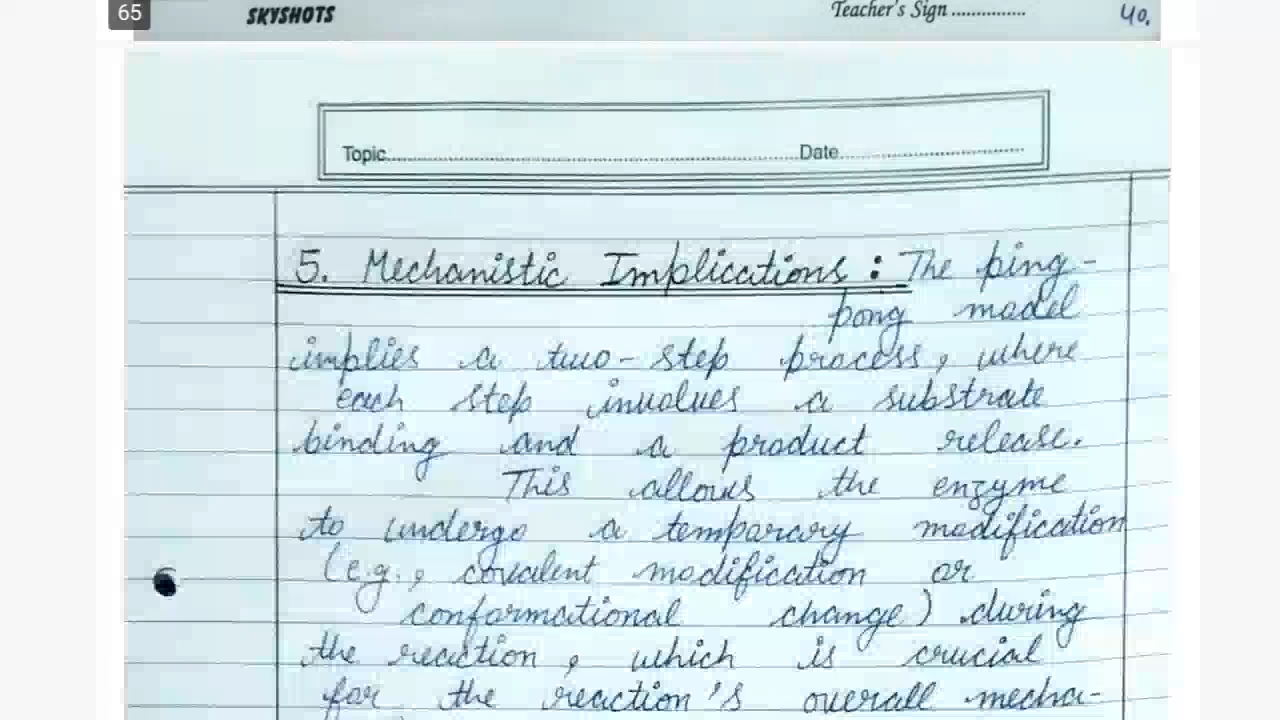 65
SKYSHOTS
Teacher's Sign ...............
40.
Topic..........................................................................Date.................................
5. Mechanistic Implications : The ping-
pong model
implies a two-step process, where
each step involves a substrate
binding and a product release.
This allows the enzyme
to undergo a temparary modification
(e.g., covalent modification or
conformational change) during
the reaction, which is crucial
for the reaction's overall mecha-